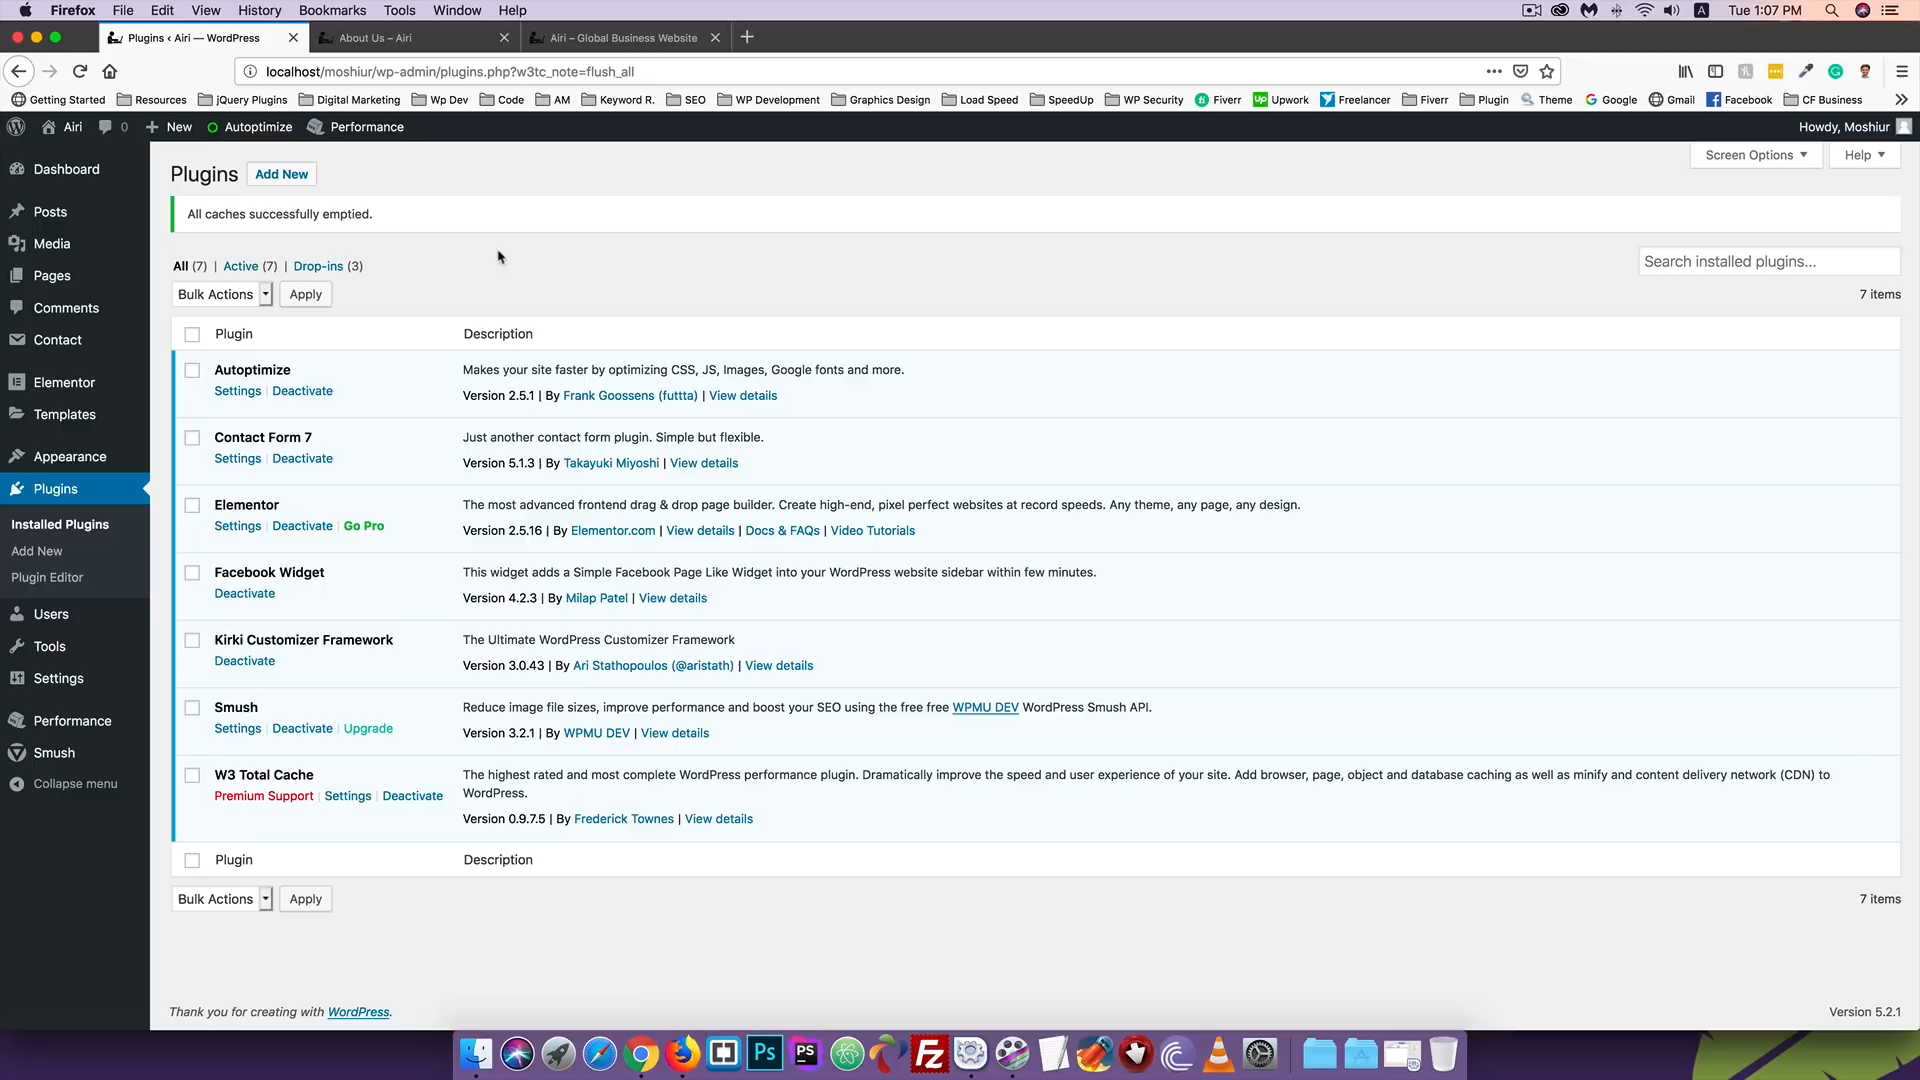 Firefox File Edit View History Bookmarks Tools Window Help
A Tue 1:07 PM
Plugins ‹ Airi — WordPress
About Us – Airi
Airi – Global Business Website
localhost/moshiur/wp-admin/plugins.php?w3tc_note=flush_all
Getting Started Resources jQuery Plugins Digital Marketing Wp Dev Code AM Keyword R. SEO WP Development Graphics Design Load Speed SpeedUp WP Security Fiverr Upwork Freelancer Fiverr Plugin Theme Google Gmail Facebook CF Business
Airi 0 New Autoptimize Performance
Howdy, Moshiur
Dashboard
Posts
Media
Pages
Comments
Contact
Elementor
Templates
Appearance
Plugins
Installed Plugins
Add New
Plugin Editor
Users
Tools
Settings
Performance
Smush
Collapse menu
Screen Options Help
Plugins Add New
All caches successfully emptied.
All (7) | Active (7) | Drop-ins (3)
Search installed plugins...
Bulk Actions Apply
7 items
Plugin Description
Autoptimize
Settings | Deactivate
Makes your site faster by optimizing CSS, JS, Images, Google fonts and more.
Version 2.5.1 | By Frank Goossens (futtta) | View details
Contact Form 7
Settings | Deactivate
Just another contact form plugin. Simple but flexible.
Version 5.1.3 | By Takayuki Miyoshi | View details
Elementor
Settings | Deactivate | Go Pro
The most advanced frontend drag & drop page builder. Create high-end, pixel perfect websites at record speeds. Any theme, any page, any design.
Version 2.5.16 | By Elementor.com | View details | Docs & FAQs | Video Tutorials
Facebook Widget
Deactivate
This widget adds a Simple Facebook Page Like Widget into your WordPress website sidebar within few minutes.
Version 4.2.3 | By Milap Patel | View details
Kirki Customizer Framework
Deactivate
The Ultimate WordPress Customizer Framework
Version 3.0.43 | By Ari Stathopoulos (@aristath) | View details
Smush
Settings | Deactivate | Upgrade
Reduce image file sizes, improve performance and boost your SEO using the free free WPMU DEV WordPress Smush API.
Version 3.2.1 | By WPMU DEV | View details
W3 Total Cache
Premium Support | Settings | Deactivate
The highest rated and most complete WordPress performance plugin. Dramatically improve the speed and user experience of your site. Add browser, page, object and database caching as well as minify and content delivery network (CDN) to
WordPress.
Version 0.9.7.5 | By Frederick Townes | View details
Plugin Description
Bulk Actions Apply
7 items
Thank you for creating with WordPress.
Version 5.2.1
Ps PS FZ